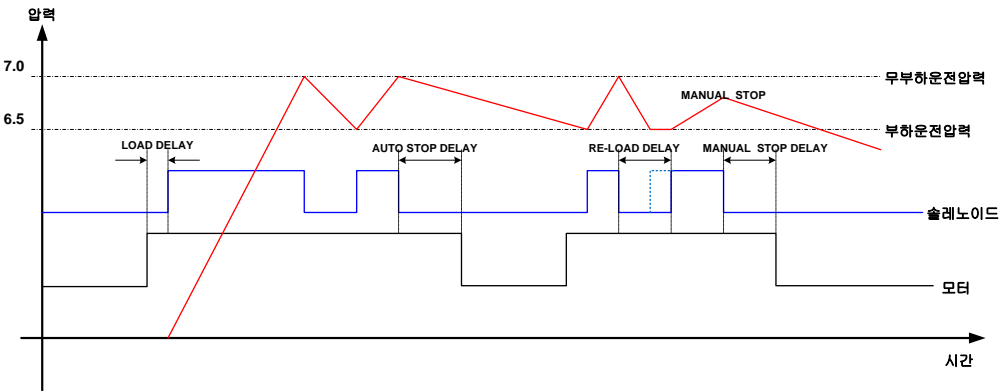 압력
7.0
무부하운전압력
MANUAL STOP
6.5
부하운전압력
LOAD DELAY
AUTO STOP DELAY
RE-LOAD DELAY
MANUAL STOP DELAY
솔레노이드
모터
시간